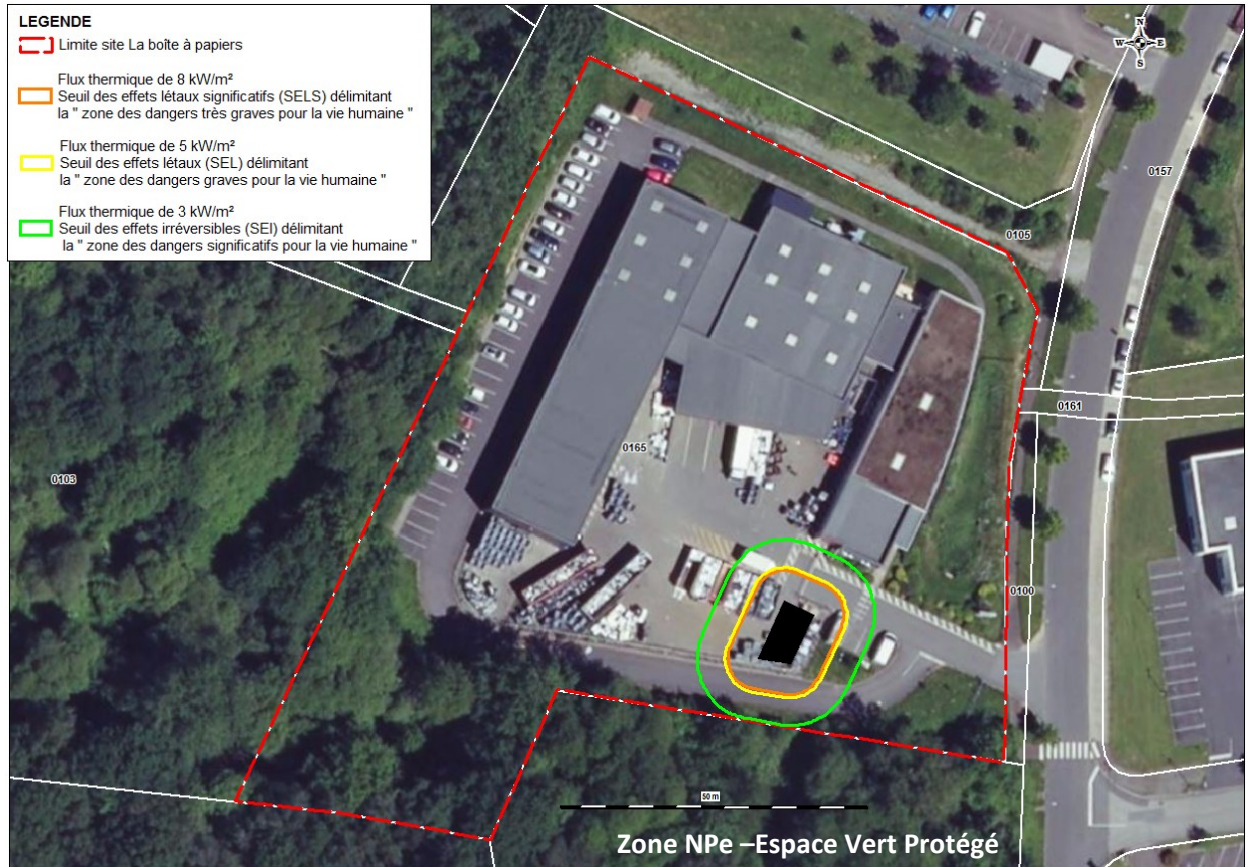 LEGENDE
Limite site La boîte à papiers
Flux thermique de 8 kW/m²
Seuil des effets létaux significatifs (SELS) délimitant
la " zone des dangers très graves pour la vie humaine "
Flux thermique de 5 kW/m²
Seuil des effets létaux (SEL) délimitant
la " zone des dangers graves pour la vie humaine "
Flux thermique de 3 kW/m²
Seuil des effets irréversibles (SEI) délimitant
la " zone des dangers significatifs pour la vie humaine "
N
W E
S
0157
0105
0161
0165
0103
0100
50 m
Zone NPe –Espace Vert Protégé